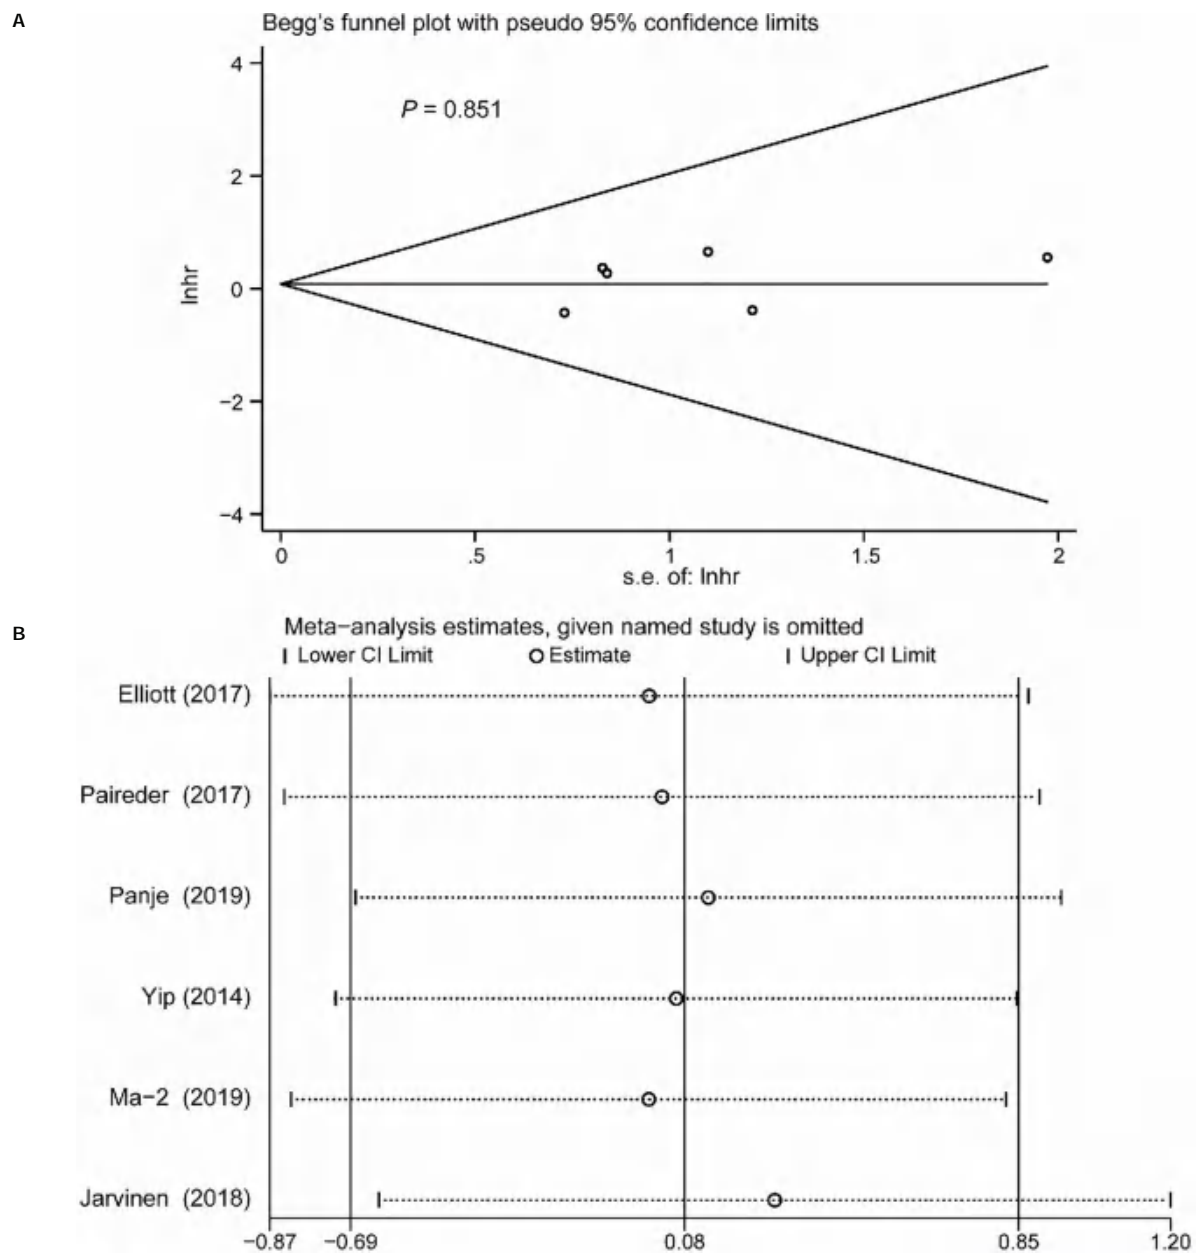 A
Begg's funnel plot with pseudo 95% confidence limits
P = 0.851
4
2
0
−2
−4
lnhr
0 .5 1 1.5 2
s.e. of: lnhr
B
Meta−analysis estimates, given named study is omitted
Lower CI Limit Estimate Upper CI Limit
Elliott (2017)
Paireder (2017)
Panje (2019)
Yip (2014)
Ma−2 (2019)
Jarvinen (2018)
−0.87 −0.69 0.08 0.85 1.20